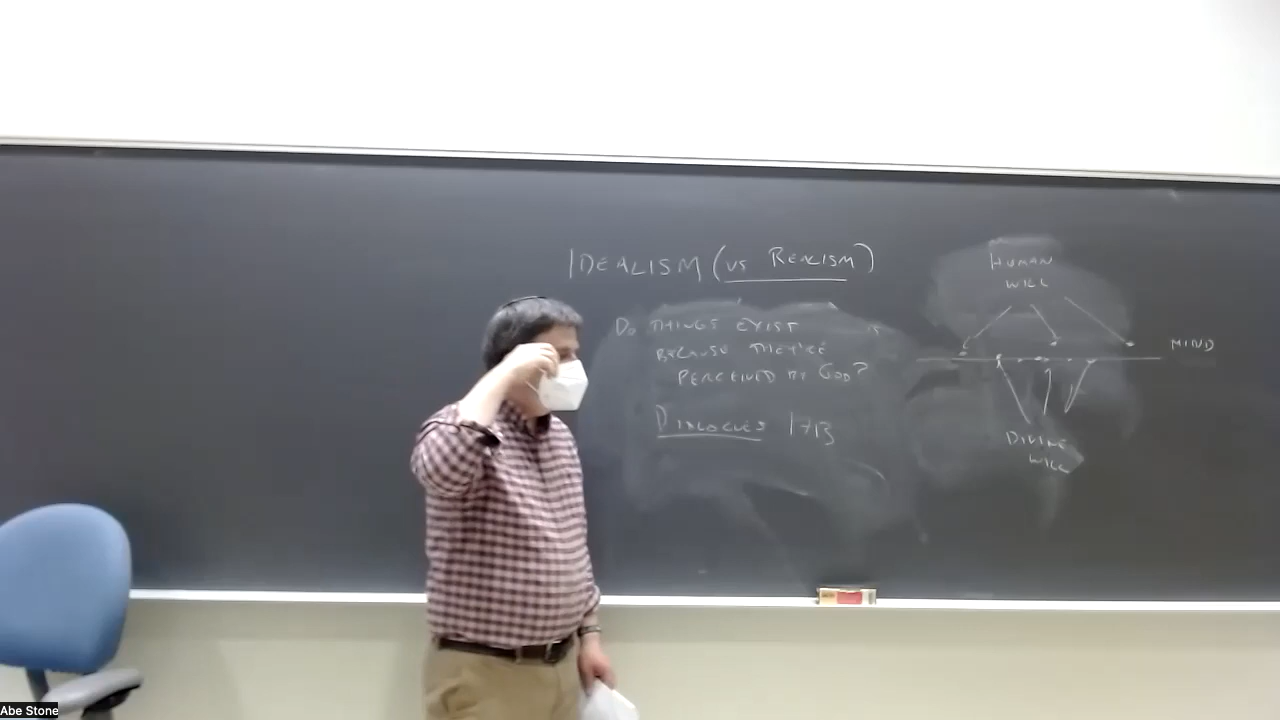 IDEALISM (VS REALISM)
DO THINGS EXIST
BECAUSE THEY'RE
PERCEIVED BY GOD?
DIALOGUES 1713
HUMAN
WILL
MIND
DIVINE
WILL
Abe Stone